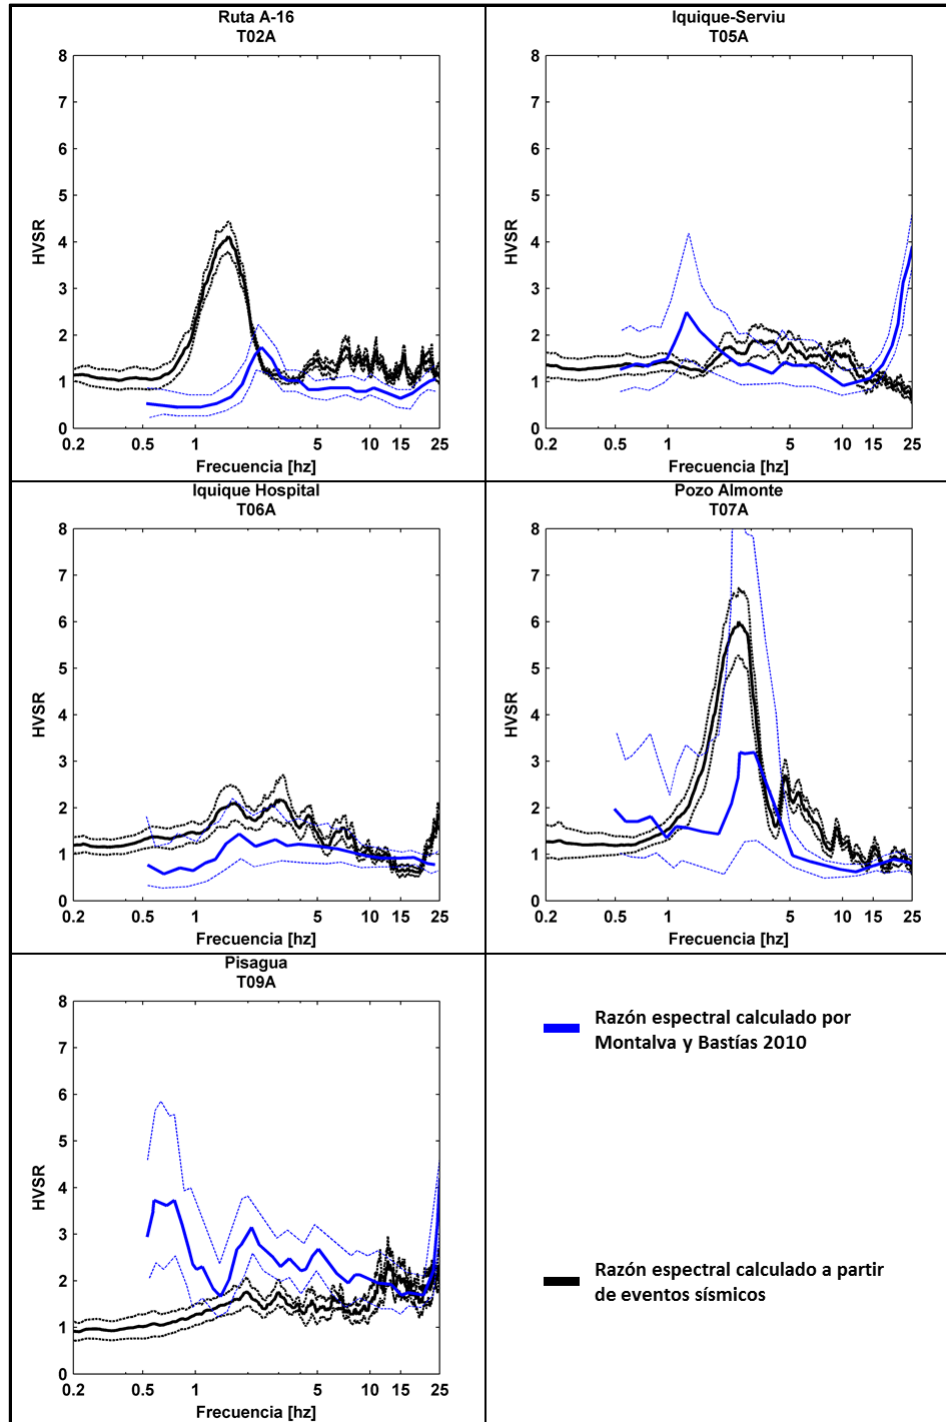 Ruta A-16
T02A
8
7
6
5
4
3
2
1
0
HVSR
0.2 0.5 1 5 10 15 25
Frecuencia [hz]
Iquique-Serviu
T05A
8
7
6
5
4
3
2
1
0
HVSR
0.2 0.5 1 5 10 15 25
Frecuencia [hz]
Iquique Hospital
T06A
8
7
6
5
4
3
2
1
0
HVSR
0.2 0.5 1 5 10 15 25
Frecuencia [hz]
Pozo Almonte
T07A
8
7
6
5
4
3
2
1
0
HVSR
0.2 0.5 1 5 10 15 25
Frecuencia [hz]
Pisagua
T09A
8
7
6
5
4
3
2
1
0
HVSR
0.2 0.5 1 5 10 15 25
Frecuencia [hz]
Razón espectral calculado por
Montalva y Bastías 2010
Razón espectral calculado a partir
de eventos sísmicos